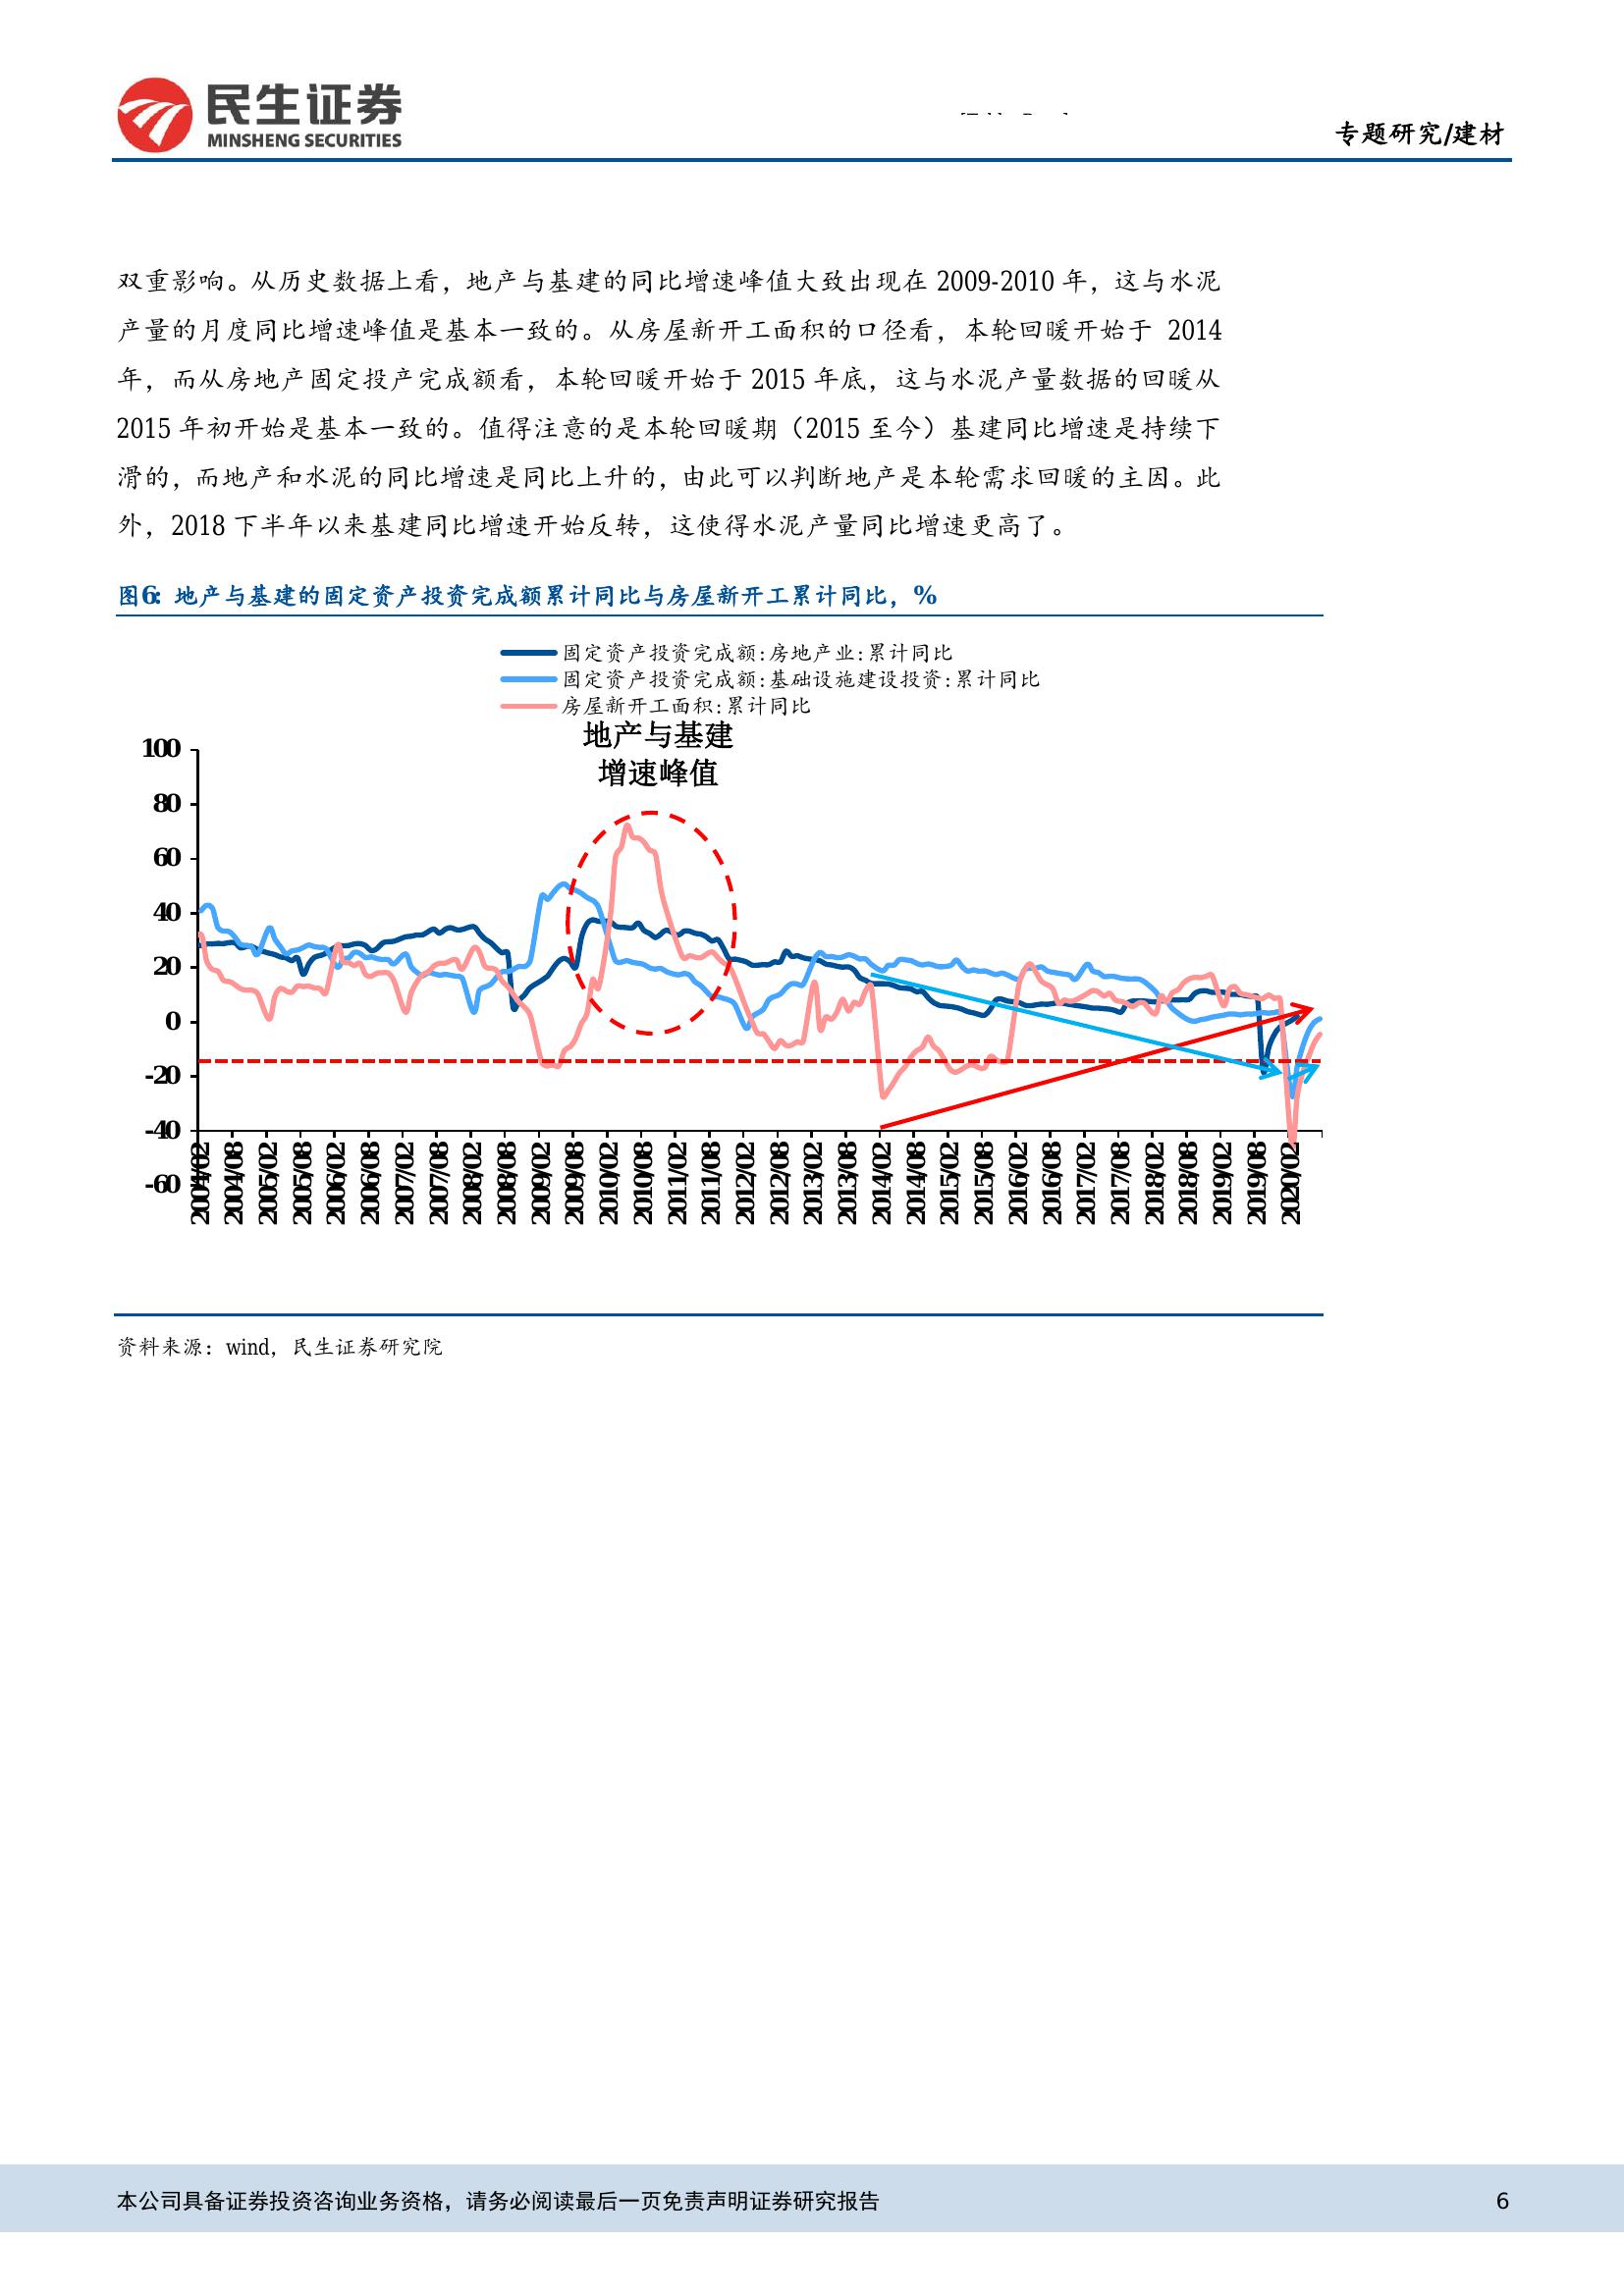 民生证券
MINSHENG SECURITIES
专题研究/建材
双重影响。从历史数据上看，地产与基建的同比增速峰值大致出现在 2009-2010 年，这与水泥
产量的月度同比增速峰值是基本一致的。从房屋新开工面积的口径看，本轮回暖开始于 2014
年，而从房地产固定投产完成额看，本轮回暖开始于 2015 年底，这与水泥产量数据的回暖从
2015 年初开始是基本一致的。值得注意的是本轮回暖期（2015 至今）基建同比增速是持续下
滑的，而地产和水泥的同比增速是同比上升的，由此可以判断地产是本轮需求回暖的主因。此
外，2018 下半年以来基建同比增速开始反转，这使得水泥产量同比增速更高了。
图6: 地产与基建的固定资产投资完成额累计同比与房屋新开工累计同比，%
固定资产投资完成额:房地产业:累计同比
固定资产投资完成额:基础设施建设投资:累计同比
房屋新开工面积:累计同比
地产与基建
增速峰值
100
80
60
40
20
0
-20
-40
-60
2004/02
2004/08
2005/02
2005/08
2006/02
2006/08
2007/02
2007/08
2008/02
2008/08
2009/02
2009/08
2010/02
2010/08
2011/02
2011/08
2012/02
2012/08
2013/02
2013/08
2014/02
2014/08
2015/02
2015/08
2016/02
2016/08
2017/02
2017/08
2018/02
2018/08
2019/02
2019/08
2020/02
资料来源：wind，民生证券研究院
本公司具备证券投资咨询业务资格，请务必阅读最后一页免责声明证券研究报告
6